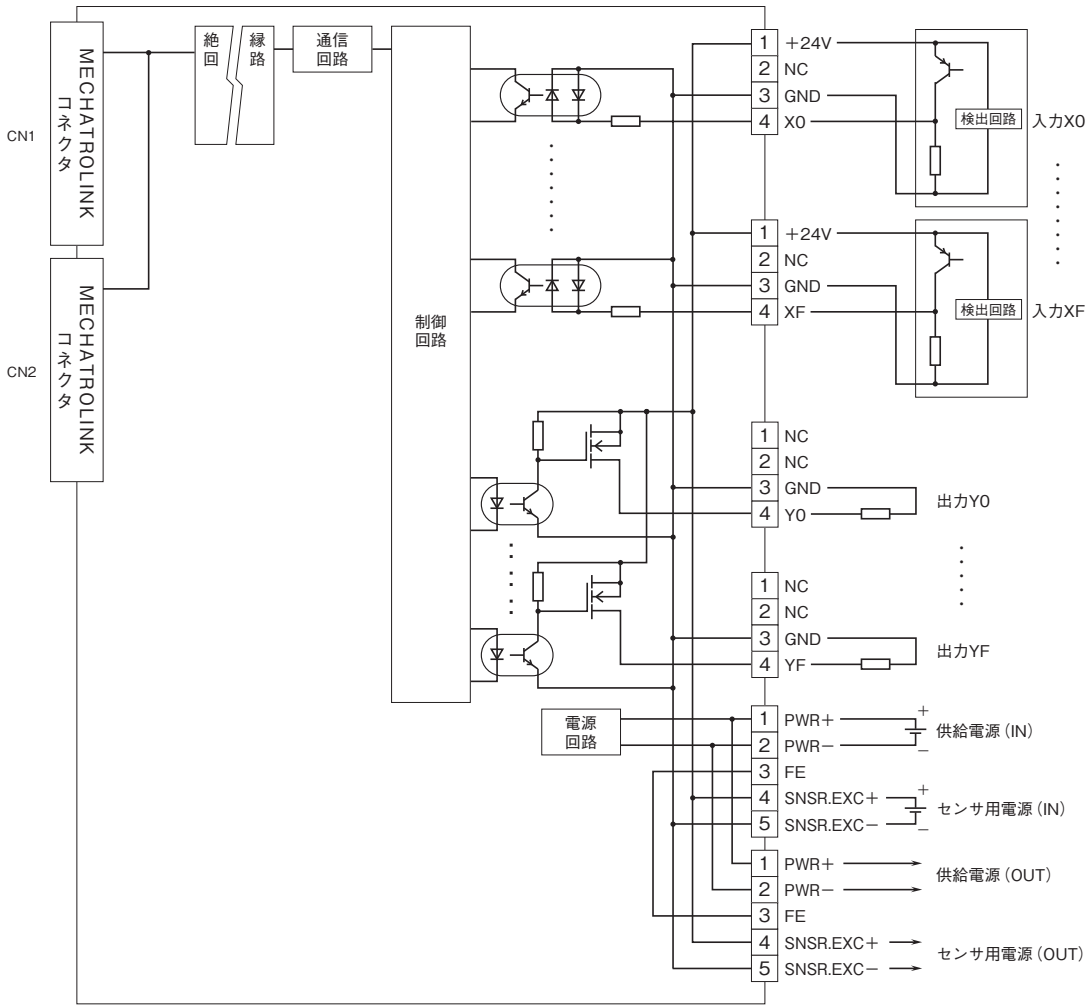 CN1
MECHATROLINK
コネクタ
CN2
MECHATROLINK
コネクタ
絶縁
回路
通信
回路
制御
回路
1 +24V
2 NC
3 GND
4 X0
検出回路
入力X0
1 +24V
2 NC
3 GND
4 XF
検出回路
入力XF
1 NC
2 NC
3 GND
4 Y0
出力Y0
1 NC
2 NC
3 GND
4 YF
出力YF
電源
回路
1 PWR+
2 PWR−
3 FE
4 SNSR.EXC+
5 SNSR.EXC−
+
−
供給電源(IN)
+
−
センサ用電源(IN)
1 PWR+
2 PWR−
3 FE
4 SNSR.EXC+
5 SNSR.EXC−
供給電源(OUT)
センサ用電源(OUT)